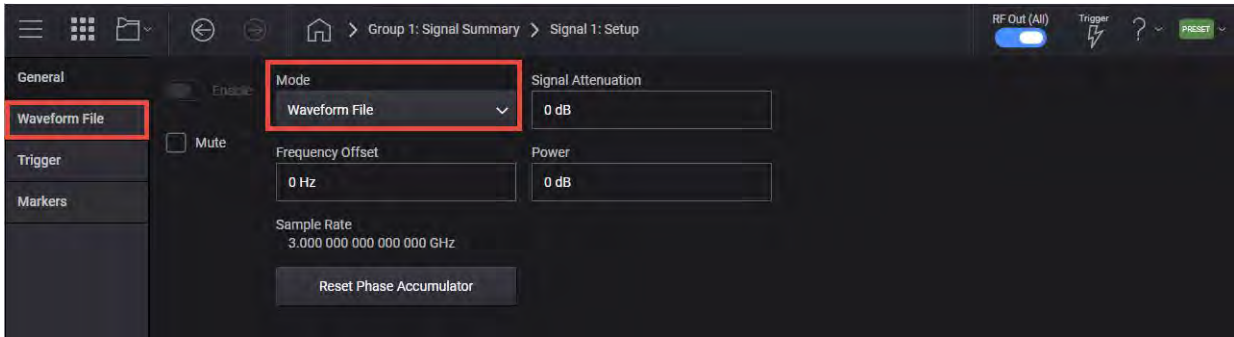 Group 1: Signal Summary > Signal 1: Setup
RF Out (All)
Trigger
?
PRESET
General
Waveform File
Trigger
Markers
Enable
Mute
Mode
Waveform File
Signal Attenuation
0 dB
Frequency Offset
0 Hz
Power
0 dB
Sample Rate
3.000 000 000 000 000 GHz
Reset Phase Accumulator